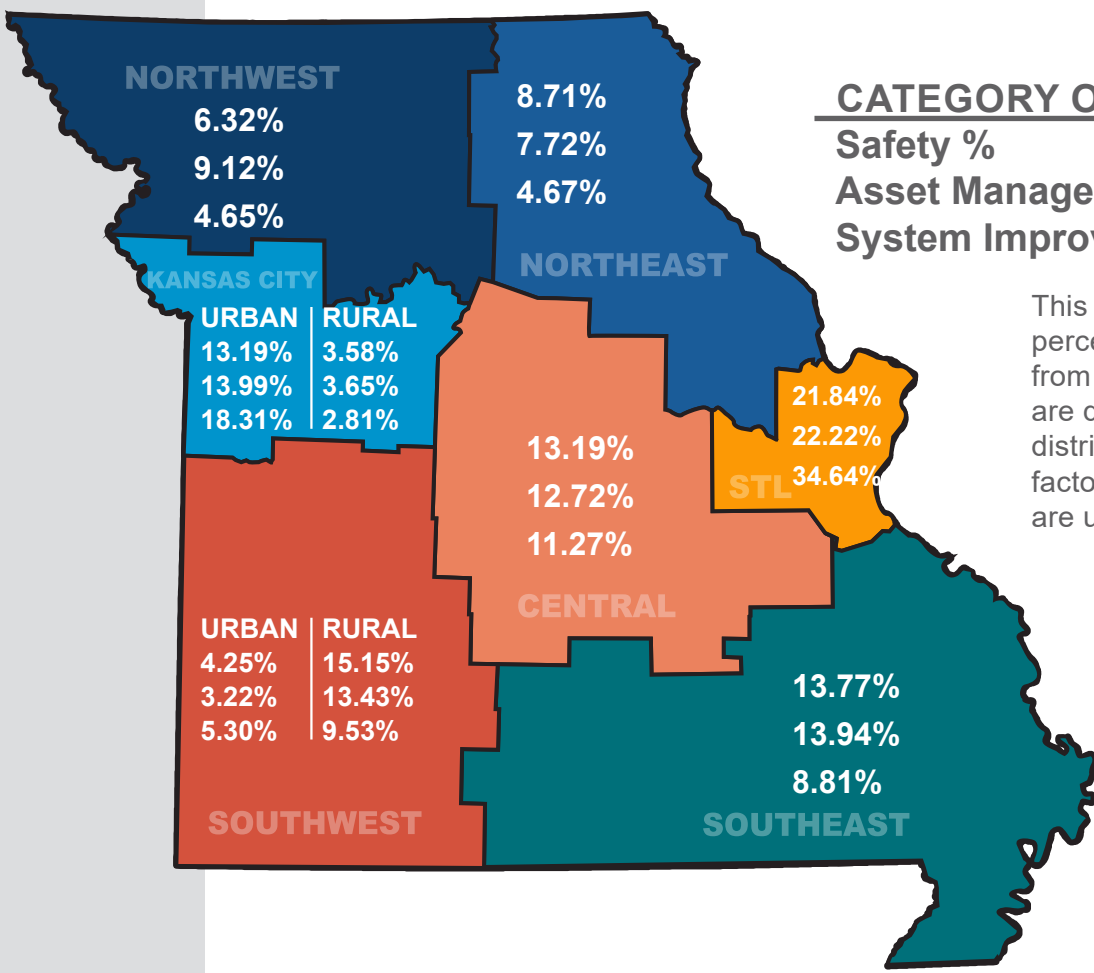 NORTHWEST
6.32%
9.12%
4.65%
8.71%
7.72%
4.67%
NORTHEAST
CATEGORY O
Safety %
Asset Manage
System Improv
This
perce
from
are d
distri
facto
are u
KANSAS CITY
URBAN | RURAL
13.19% 3.58%
13.99% 3.65%
18.31% 2.81%
21.84%
22.22%
34.64%
STL
13.19%
12.72%
11.27%
CENTRAL
URBAN | RURAL
4.25% 15.15%
3.22% 13.43%
5.30% 9.53%
SOUTHWEST
13.77%
13.94%
8.81%
SOUTHEAST